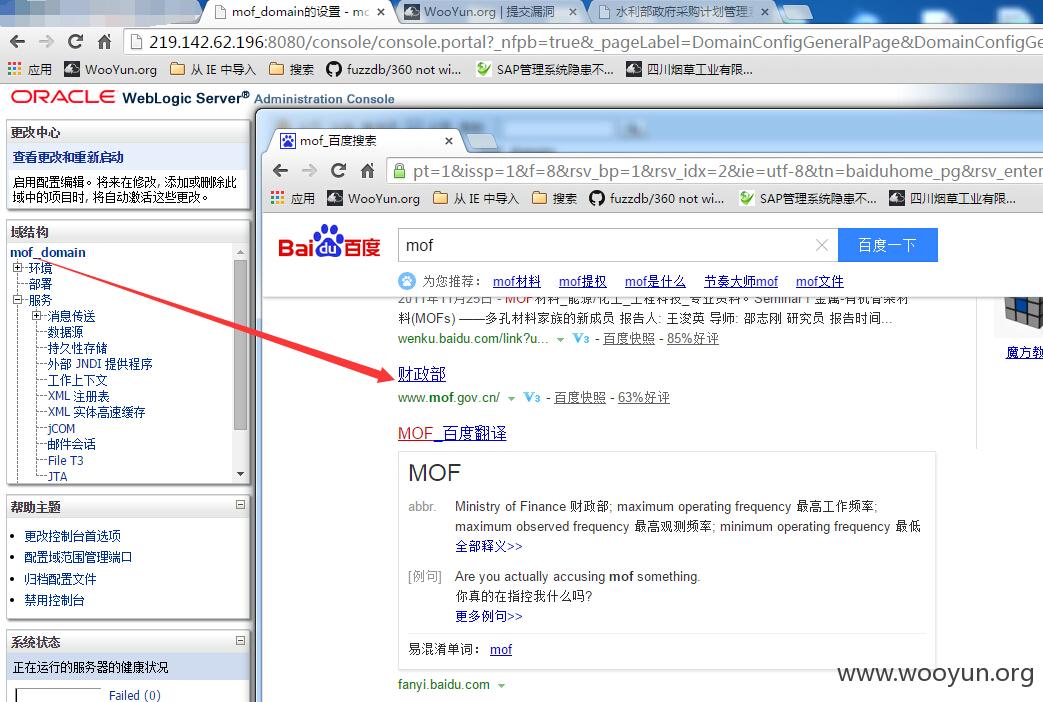 mof_domain的设置 - mo
WooYun.org | 提交漏洞
水利部政府采购计划管理
219.142.62.196:8080/console/console.portal?_nfpb=true&_pageLabel=DomainConfigGeneralPage&DomainConfigGe
应用 WooYun.org 从 IE 中导入 搜索 fuzzdb/360 not wi... SAP管理系统隐患不... 四川烟草工业有限...
ORACLE WebLogic Server® Administration Console
更改中心
查看更改和重新启动
启用配置编辑。将来在修改, 添加或删除此
域中的项目时, 将自动激活这些更改。
域结构
mof_domain
环境
部署
服务
消息传送
数据源
持久性存储
外部 JNDI 提供程序
工作上下文
XML 注册表
XML 实体高速缓存
jCOM
邮件会话
File T3
JTA
帮助主题
更改控制台首选项
配置域范围管理端口
归档配置文件
禁用控制台
系统状态
正在运行的服务器的健康状况
Failed (0)
mof_百度搜索
pt=1&issp=1&f=8&rsv_bp=1&rsv_idx=2&ie=utf-8&tn=baiduhome_pg&rsv_enter
应用 WooYun.org 从 IE 中导入 搜索 fuzzdb/360 not wi... SAP管理系统隐患不... 四川烟草工业有限...
Bai du 百度 mof 百度一下
为您推荐： mof材料 mof提权 mof是什么 节奏大师mof mof文件
2011年11月25日 - MOF材料_能源/化工_工程科技_专业资料。Seminar I 金属-有机骨架材
料(MOFs) ——多孔材料家族的新成员 报告人: 王浚英 导师: 邵志刚 研究员 报告时间...
wenku.baidu.com/link?u... V3 - 百度快照 - 85%好评
魔方教
财政部
www.mof.gov.cn/ V3 - 百度快照 - 63%好评
MOF_百度翻译
MOF
abbr. Ministry of Finance 财政部; maximum operating frequency 最高工作频率;
maximum observed frequency 最高观测频率; minimum operating frequency 最低
全部释义>>
[例句] Are you actually accusing mof something.
你真的在指控我什么吗?
更多例句>>
易混淆单词： mof
fanyi.baidu.com
www.wooyun.org